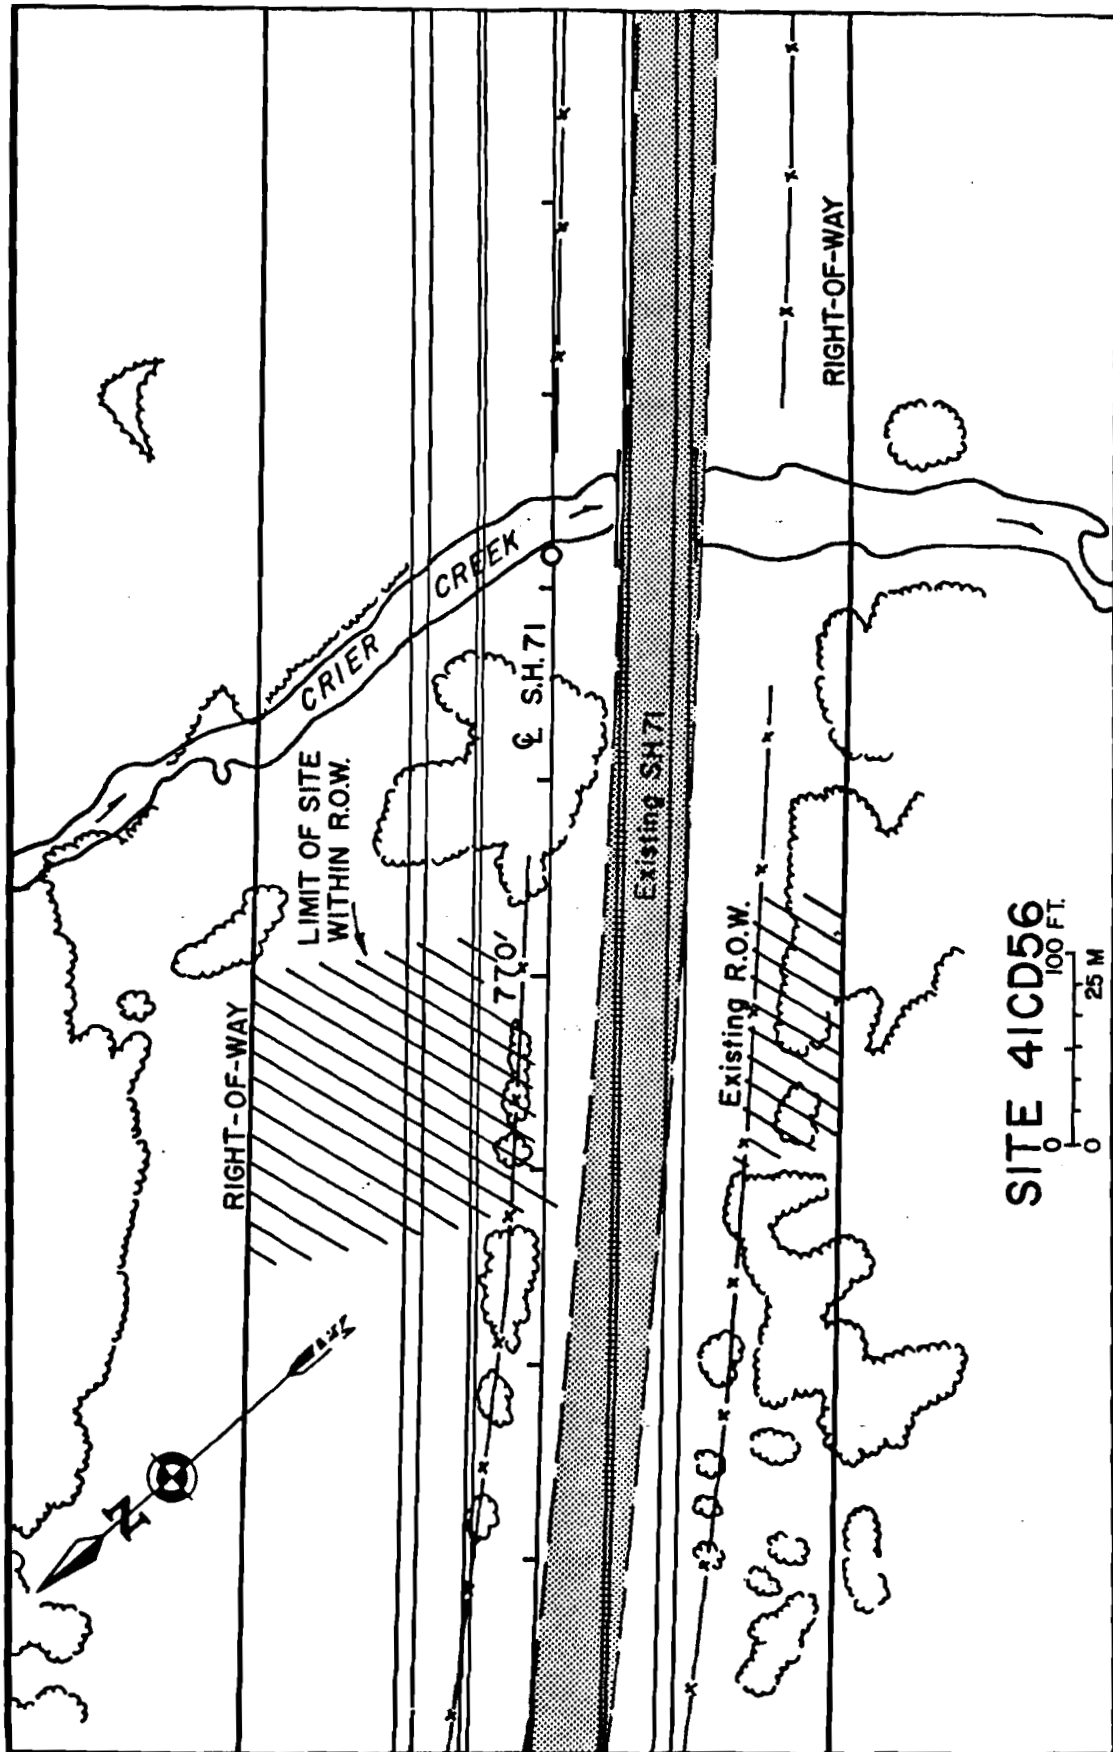 RIGHT-OF-WAY
LIMIT OF SITE
WITHIN R.O.W.
CRIER CREEK
℄ S.H. 71
770'
Existing SH 71
Existing R.O.W.
RIGHT-OF-WAY
N
SITE 41CD56
0 100 FT.
0 25 M